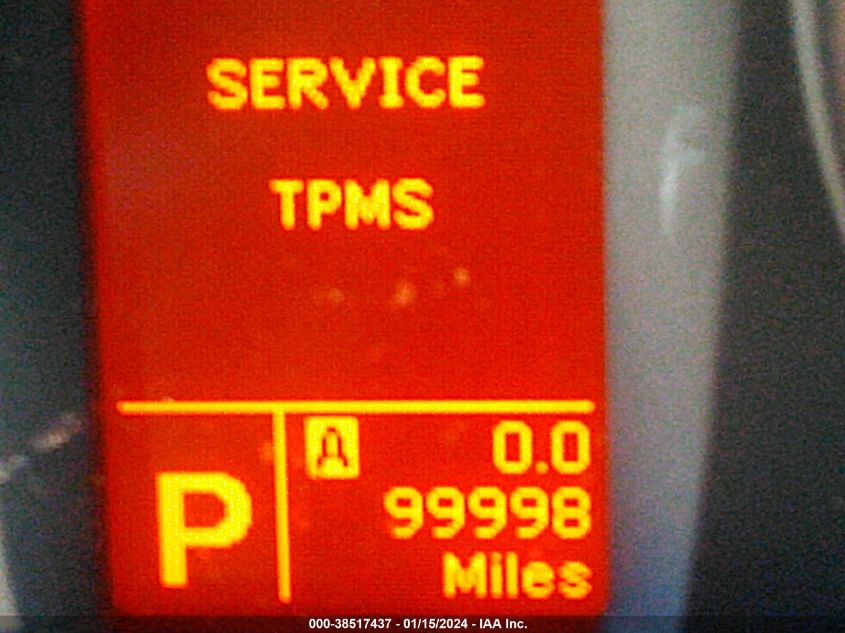 SERVICE
TPMS
P
A 0.0
99998
Miles
000-38517437 - 01/15/2024 - IAA Inc.